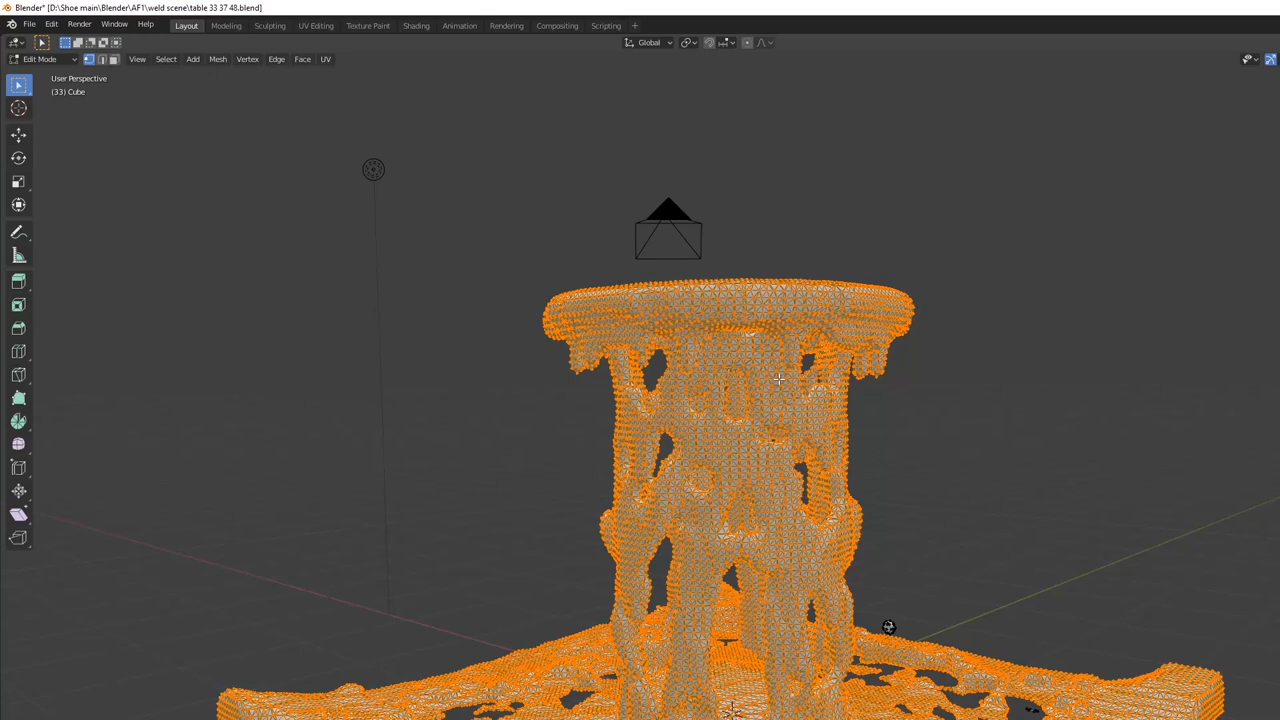 Blender* [D:\Shoe main\Blender\AF1\weld scene\table 33 37 48.blend]
File Edit Render Window Help Layout Modeling Sculpting UV Editing Texture Paint Shading Animation Rendering Compositing Scripting +
Global
Edit Mode View Select Add Mesh Vertex Edge Face UV
User Perspective
(33) Cube